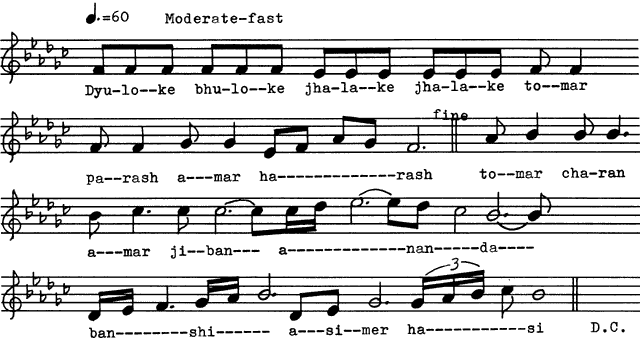 ♩.=60 Moderate-fast
Dyu-lo--ke bhu-lo--ke jha-la--ke jha-la--ke to--mar
fine
pa--rash a---mar ha-------------rash to---mar cha-ran
a---mar ji--ban--- a------------nan-----da----
ban--------shi------ a---si--mer ha-----------si D.C.
3